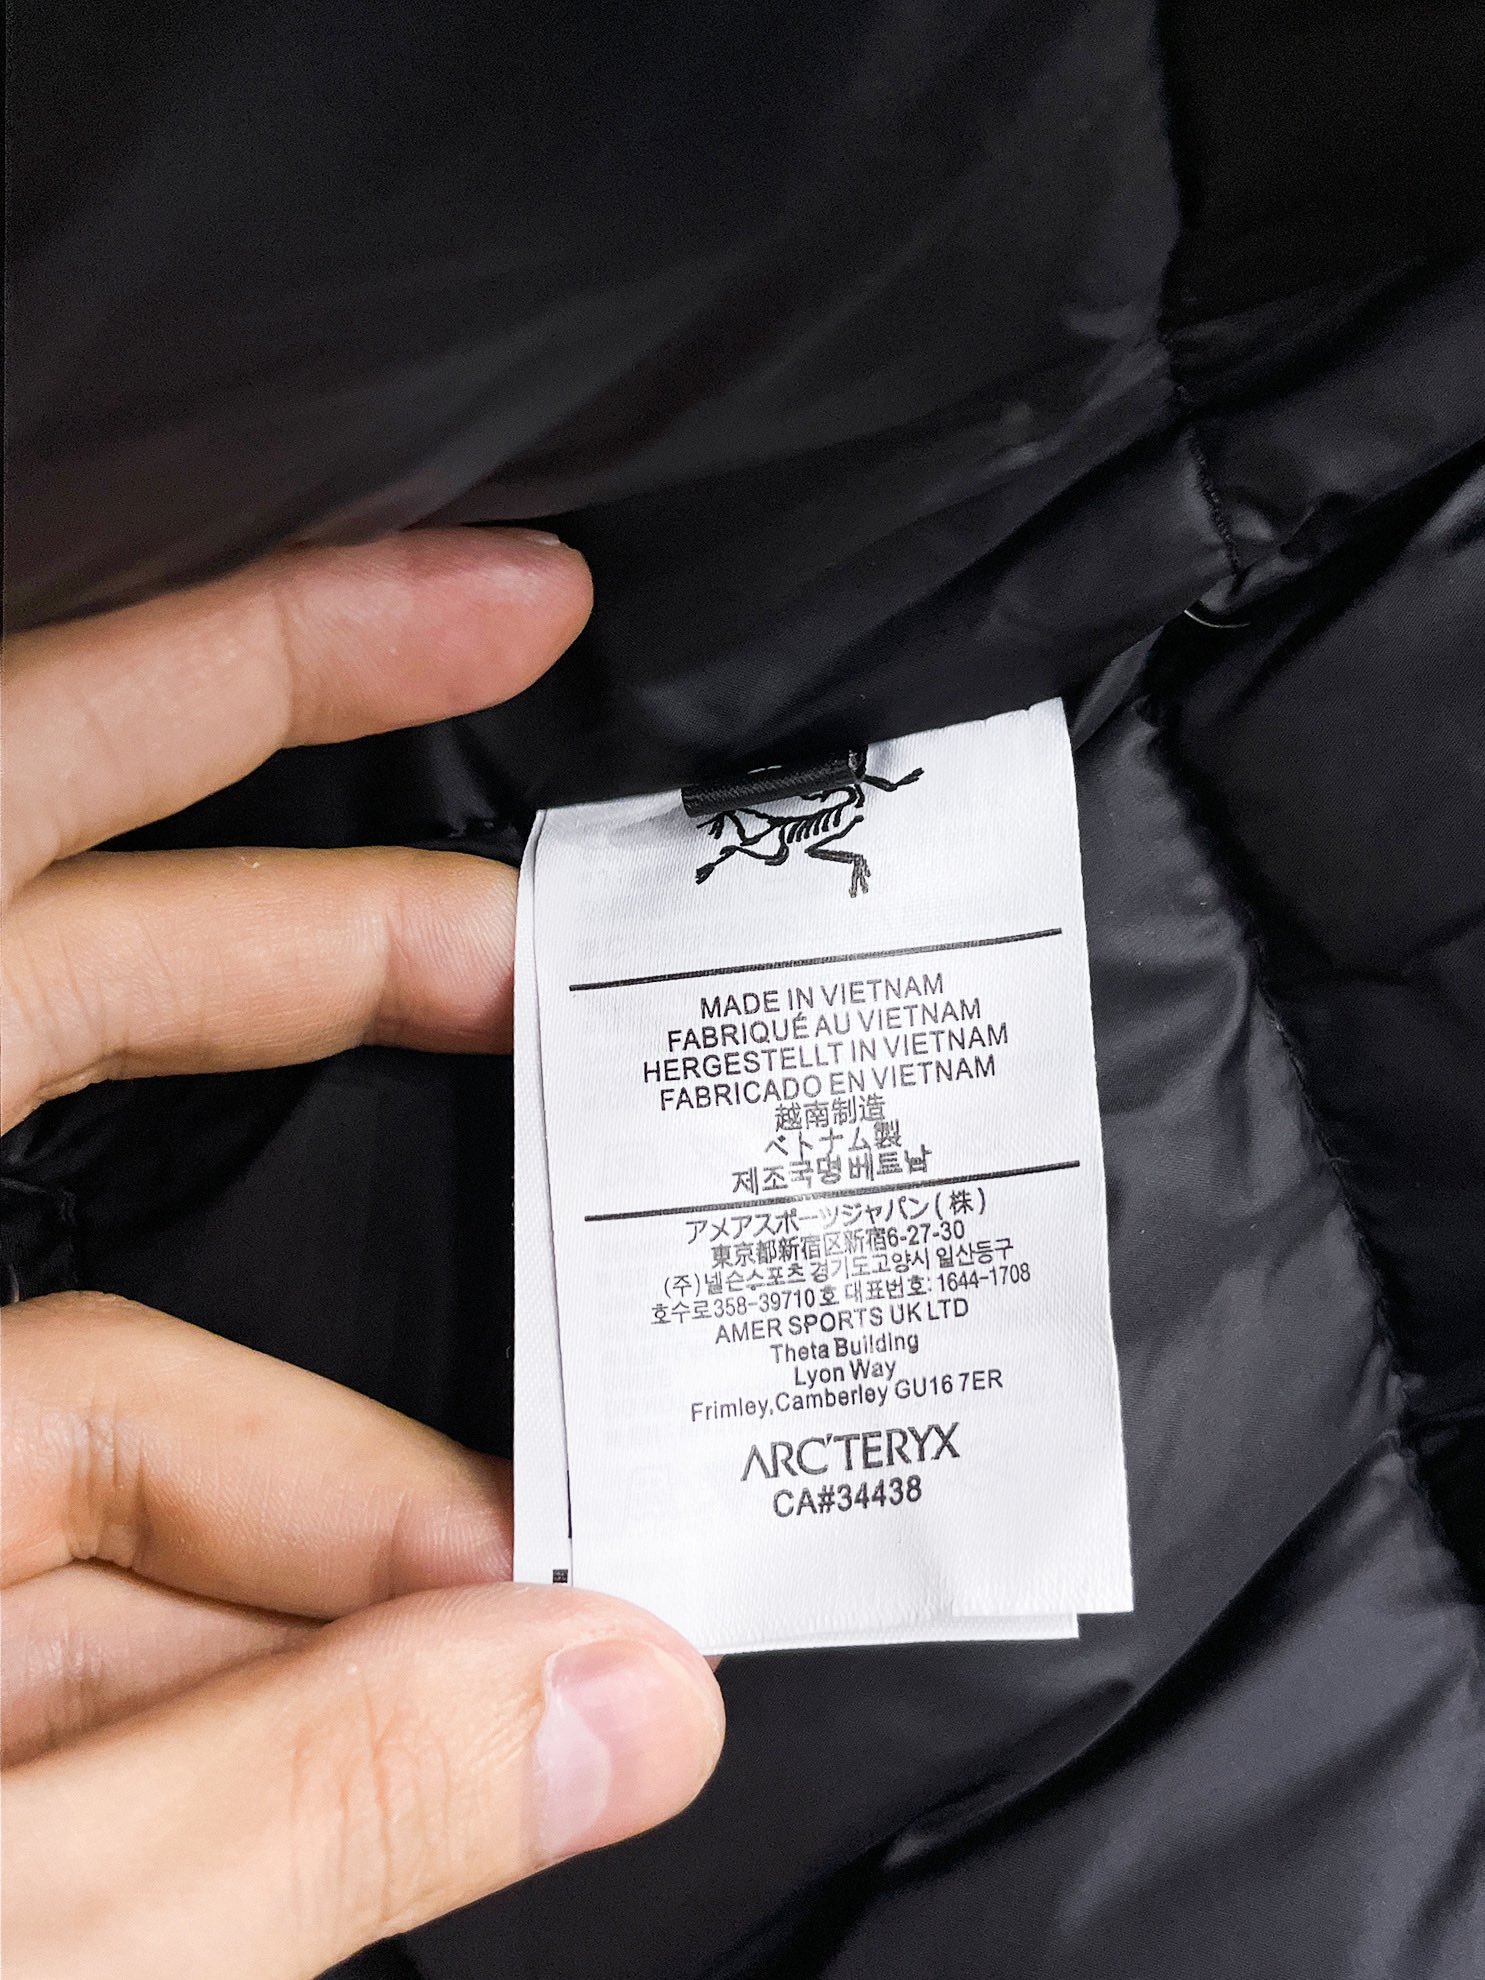 MADE IN VIETNAM
FABRIQUÉ AU VIETNAM
HERGESTELLT IN VIETNAM
FABRICADO EN VIETNAM
越南制造
ベトナム製
제조국명 베트남
アメアスポーツジャパン(株)
東京都新宿区新宿6-27-30
(주)넬슨스포츠 경기도고양시 일산동구
호수로358-39710호 대표번호: 1644-1708
AMER SPORTS UK LTD
Theta Building
Lyon Way
Frimley,Camberley GU16 7ER
ARC'TERYX
CA#34438